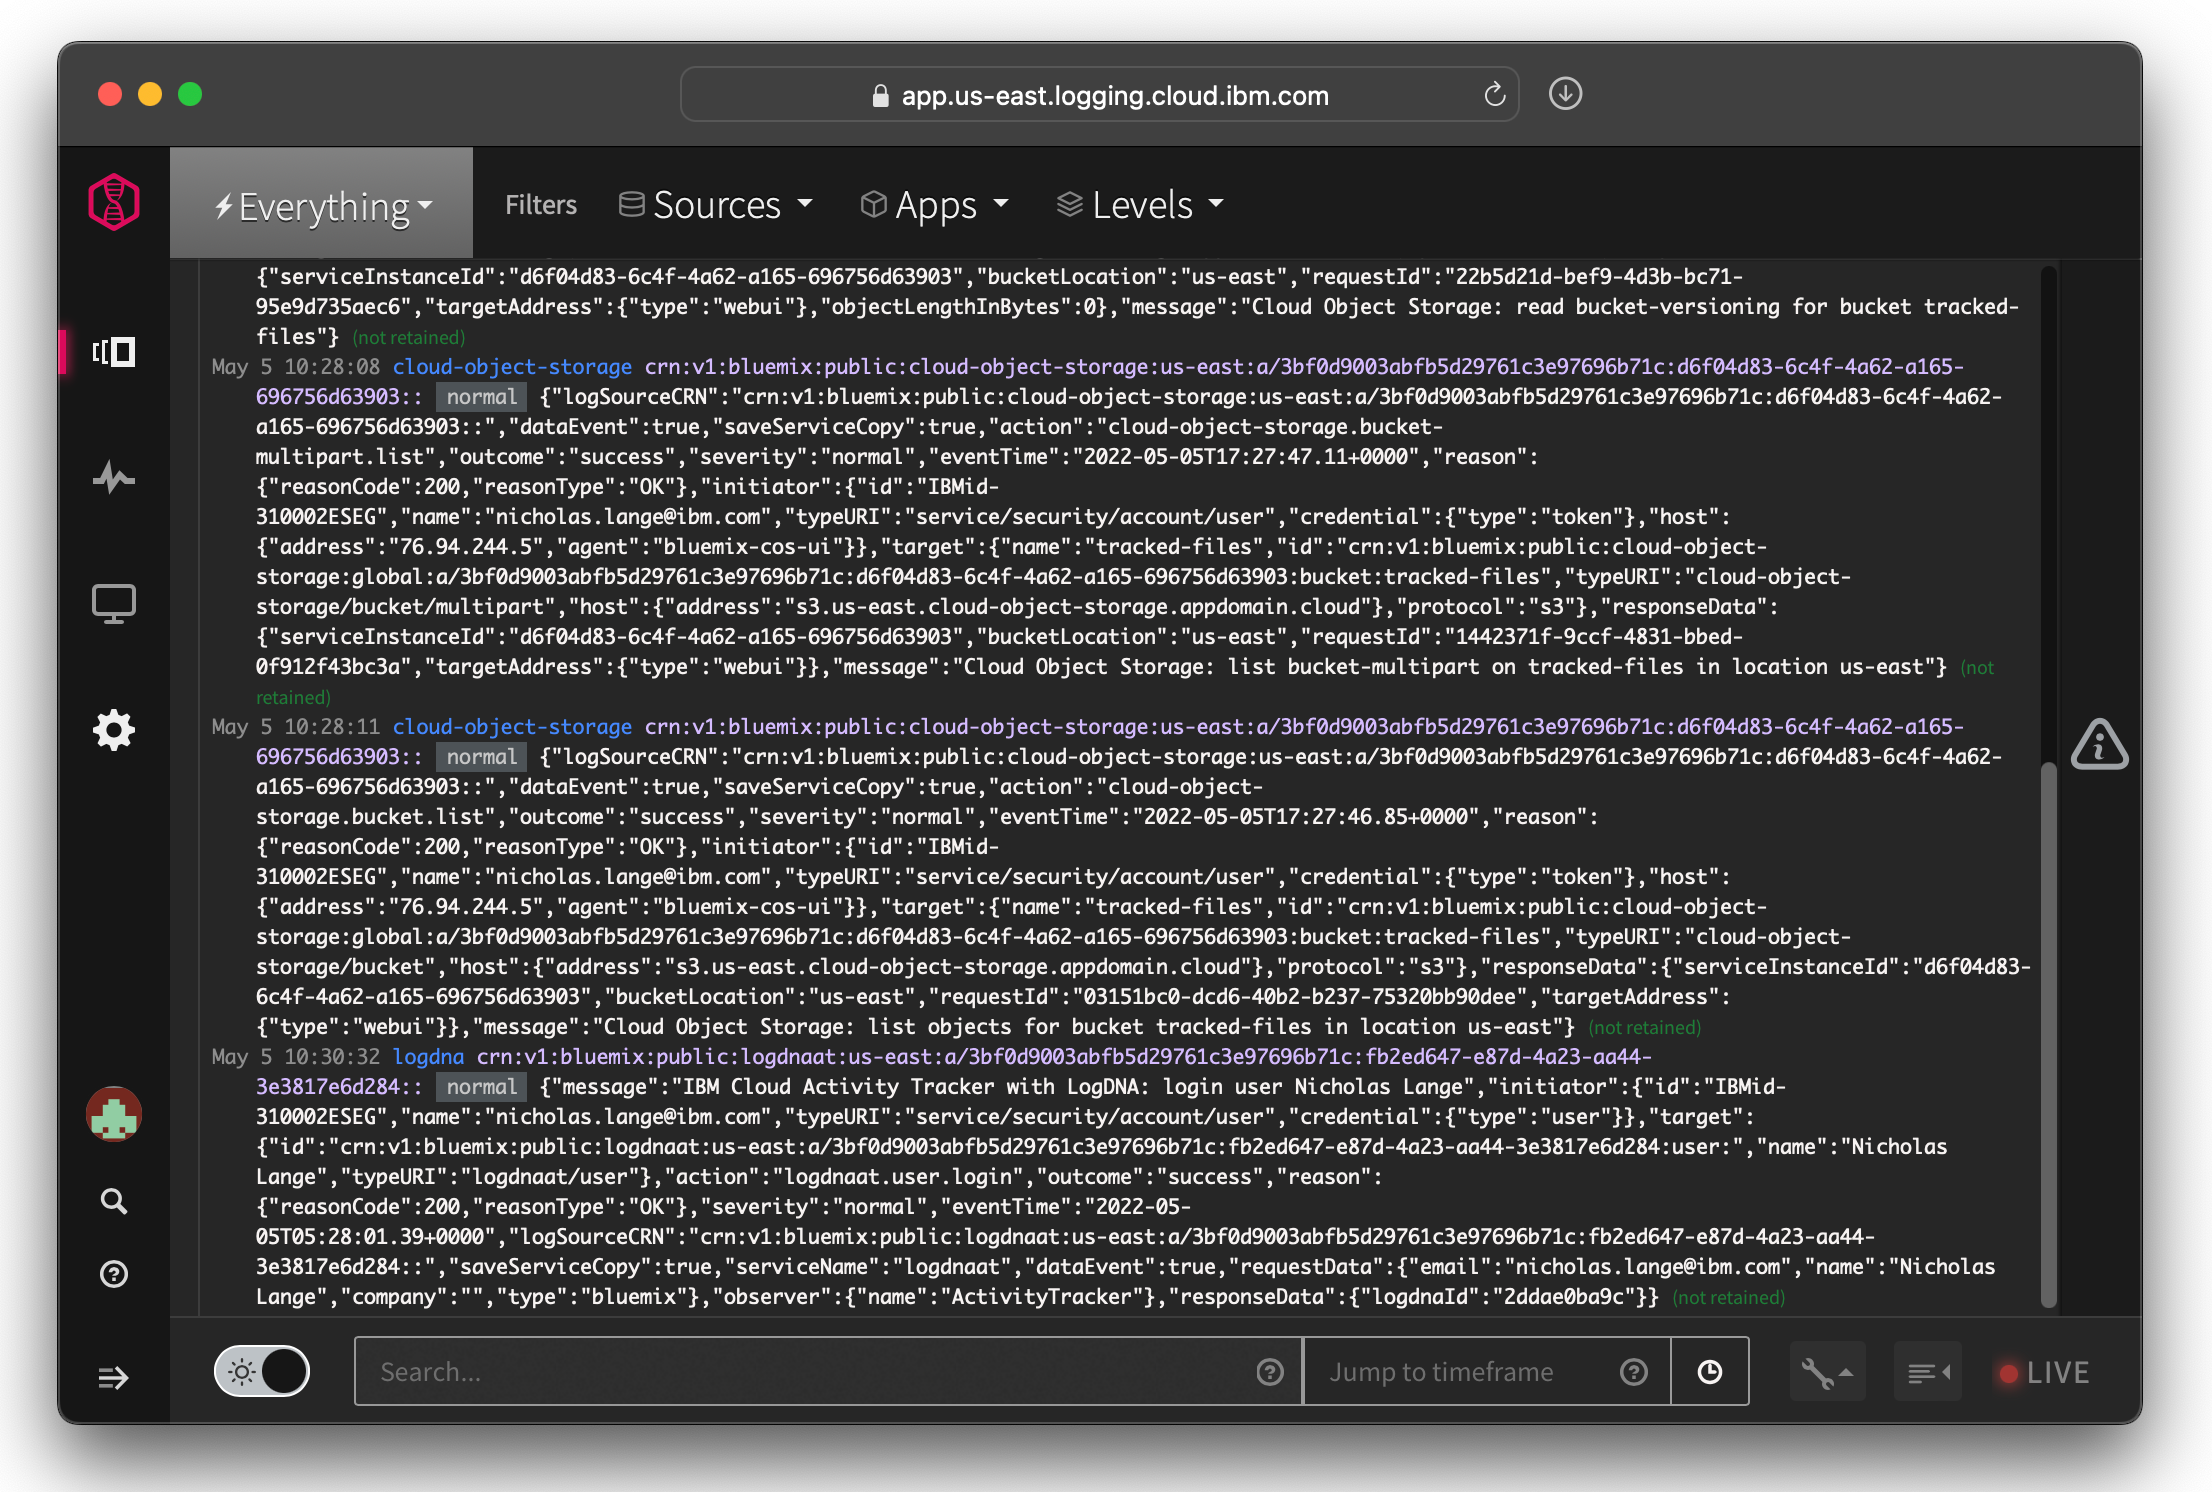 app.us-east.logging.cloud.ibm.com
Everything
Filters
Sources
Apps
Levels
{"serviceInstanceId":"d6f04d83-6c4f-4a62-a165-696756d63903","bucketLocation":"us-east","requestId":"22b5d21d-bef9-4d3b-bc71-
95e9d735aec6","targetAddress":{"type":"webui"},"objectLengthInBytes":0},"message":"Cloud Object Storage: read bucket-versioning for bucket tracked-
files"} (not retained)
May 5 10:28:08 cloud-object-storage crn:v1:bluemix:public:cloud-object-storage:us-east:a/3bf0d9003abfb5d29761c3e97696b71c:d6f04d83-6c4f-4a62-a165-
696756d63903:: normal {"logSourceCRN":"crn:v1:bluemix:public:cloud-object-storage:us-east:a/3bf0d9003abfb5d29761c3e97696b71c:d6f04d83-6c4f-4a62-
a165-696756d63903::","dataEvent":true,"saveServiceCopy":true,"action":"cloud-object-storage.bucket-
multipart.list","outcome":"success","severity":"normal","eventTime":"2022-05-05T17:27:47.11+0000","reason":
{"reasonCode":200,"reasonType":"OK"},"initiator":{"id":"IBMid-
310002ESEG","name":"nicholas.lange@ibm.com","typeURI":"service/security/account/user","credential":{"type":"token"},"host":
{"address":"76.94.244.5","agent":"bluemix-cos-ui"}},"target":{"name":"tracked-files","id":"crn:v1:bluemix:public:cloud-object-
storage:global:a/3bf0d9003abfb5d29761c3e97696b71c:d6f04d83-6c4f-4a62-a165-696756d63903:bucket:tracked-files","typeURI":"cloud-object-
storage/bucket/multipart","host":{"address":"s3.us-east.cloud-object-storage.appdomain.cloud"},"protocol":"s3"},"responseData":
{"serviceInstanceId":"d6f04d83-6c4f-4a62-a165-696756d63903","bucketLocation":"us-east","requestId":"1442371f-9ccf-4831-bbed-
0f912f43bc3a","targetAddress":{"type":"webui"}},"message":"Cloud Object Storage: list bucket-multipart on tracked-files in location us-east"} (not
retained)
May 5 10:28:11 cloud-object-storage crn:v1:bluemix:public:cloud-object-storage:us-east:a/3bf0d9003abfb5d29761c3e97696b71c:d6f04d83-6c4f-4a62-a165-
696756d63903:: normal {"logSourceCRN":"crn:v1:bluemix:public:cloud-object-storage:us-east:a/3bf0d9003abfb5d29761c3e97696b71c:d6f04d83-6c4f-4a62-
a165-696756d63903::","dataEvent":true,"saveServiceCopy":true,"action":"cloud-object-
storage.bucket.list","outcome":"success","severity":"normal","eventTime":"2022-05-05T17:27:46.85+0000","reason":
{"reasonCode":200,"reasonType":"OK"},"initiator":{"id":"IBMid-
310002ESEG","name":"nicholas.lange@ibm.com","typeURI":"service/security/account/user","credential":{"type":"token"},"host":
{"address":"76.94.244.5","agent":"bluemix-cos-ui"}},"target":{"name":"tracked-files","id":"crn:v1:bluemix:public:cloud-object-
storage:global:a/3bf0d9003abfb5d29761c3e97696b71c:d6f04d83-6c4f-4a62-a165-696756d63903:bucket:tracked-files","typeURI":"cloud-object-
storage/bucket","host":{"address":"s3.us-east.cloud-object-storage.appdomain.cloud"},"protocol":"s3"},"responseData":{"serviceInstanceId":"d6f04d83-
6c4f-4a62-a165-696756d63903","bucketLocation":"us-east","requestId":"03151bc0-dcd6-40b2-b237-75320bb90dee","targetAddress":
{"type":"webui"}},"message":"Cloud Object Storage: list objects for bucket tracked-files in location us-east"} (not retained)
May 5 10:30:32 logdna crn:v1:bluemix:public:logdnaat:us-east:a/3bf0d9003abfb5d29761c3e97696b71c:fb2ed647-e87d-4a23-aa44-
3e3817e6d284:: normal {"message":"IBM Cloud Activity Tracker with LogDNA: login user Nicholas Lange","initiator":{"id":"IBMid-
310002ESEG","name":"nicholas.lange@ibm.com","typeURI":"service/security/account/user","credential":{"type":"user"}},"target":
{"id":"crn:v1:bluemix:public:logdnaat:us-east:a/3bf0d9003abfb5d29761c3e97696b71c:fb2ed647-e87d-4a23-aa44-3e3817e6d284:user:","name":"Nicholas
Lange","typeURI":"logdnaat/user"},"action":"logdnaat.user.login","outcome":"success","reason":
{"reasonCode":200,"reasonType":"OK"},"severity":"normal","eventTime":"2022-05-
05T05:28:01.39+0000","logSourceCRN":"crn:v1:bluemix:public:logdnaat:us-east:a/3bf0d9003abfb5d29761c3e97696b71c:fb2ed647-e87d-4a23-aa44-
3e3817e6d284::","saveServiceCopy":true,"serviceName":"logdnaat","dataEvent":true,"requestData":{"email":"nicholas.lange@ibm.com","name":"Nicholas
Lange","company":"","type":"bluemix"},"observer":{"name":"ActivityTracker"},"responseData":{"logdnaId":"2ddae0ba9c"}} (not retained)
Search...
Jump to timeframe
LIVE